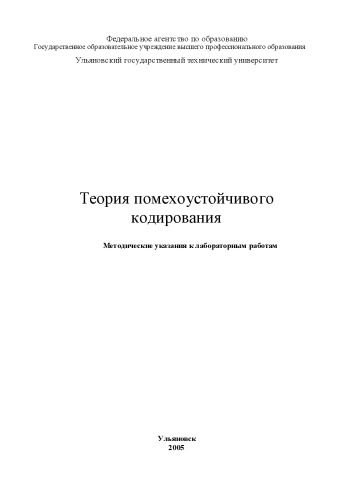 Федеральное агентство по образованию
Государственное образовательное учреждение высшего профессионального образования
Ульяновский государственный технический университет
Теория помехоустойчивого
кодирования
Методические указания к лабораторным работам
Ульяновск
2005